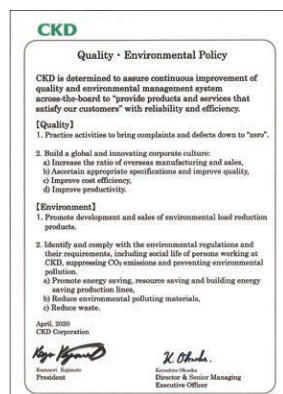 CKD
Quality・Environmental Policy
CKD is determined to assure continuous improvement of
quality and environmental management system
across-the-board to "provide products and services that
satisfy our customers" with reliability and efficiency.
【Quality】
1. Practice activities to bring complaints and defects down to "zero".
2. Build a global and innovating corporate culture:
a) Increase the ratio of overseas manufacturing and sales,
b) Ascertain appropriate specifications and improve quality,
c) Improve cost efficiency,
d) Improve productivity.
【Environment】
1. Promote development and sales of environmental load reduction
products.
2. Identify and comply with the environmental regulations and
their requirements, including social life of persons working at
CKD, suppressing CO₂ emissions and preventing environmental
pollution.
a) Promote energy saving, resource saving and building energy
saving production lines,
b) Reduce environmental polluting materials,
c) Reduce waste.
April, 2020
CKD Corporation
Kazunori Kajimoto
President
Katsuhito Okuoka
Director & Senior Managing
Executive Officer